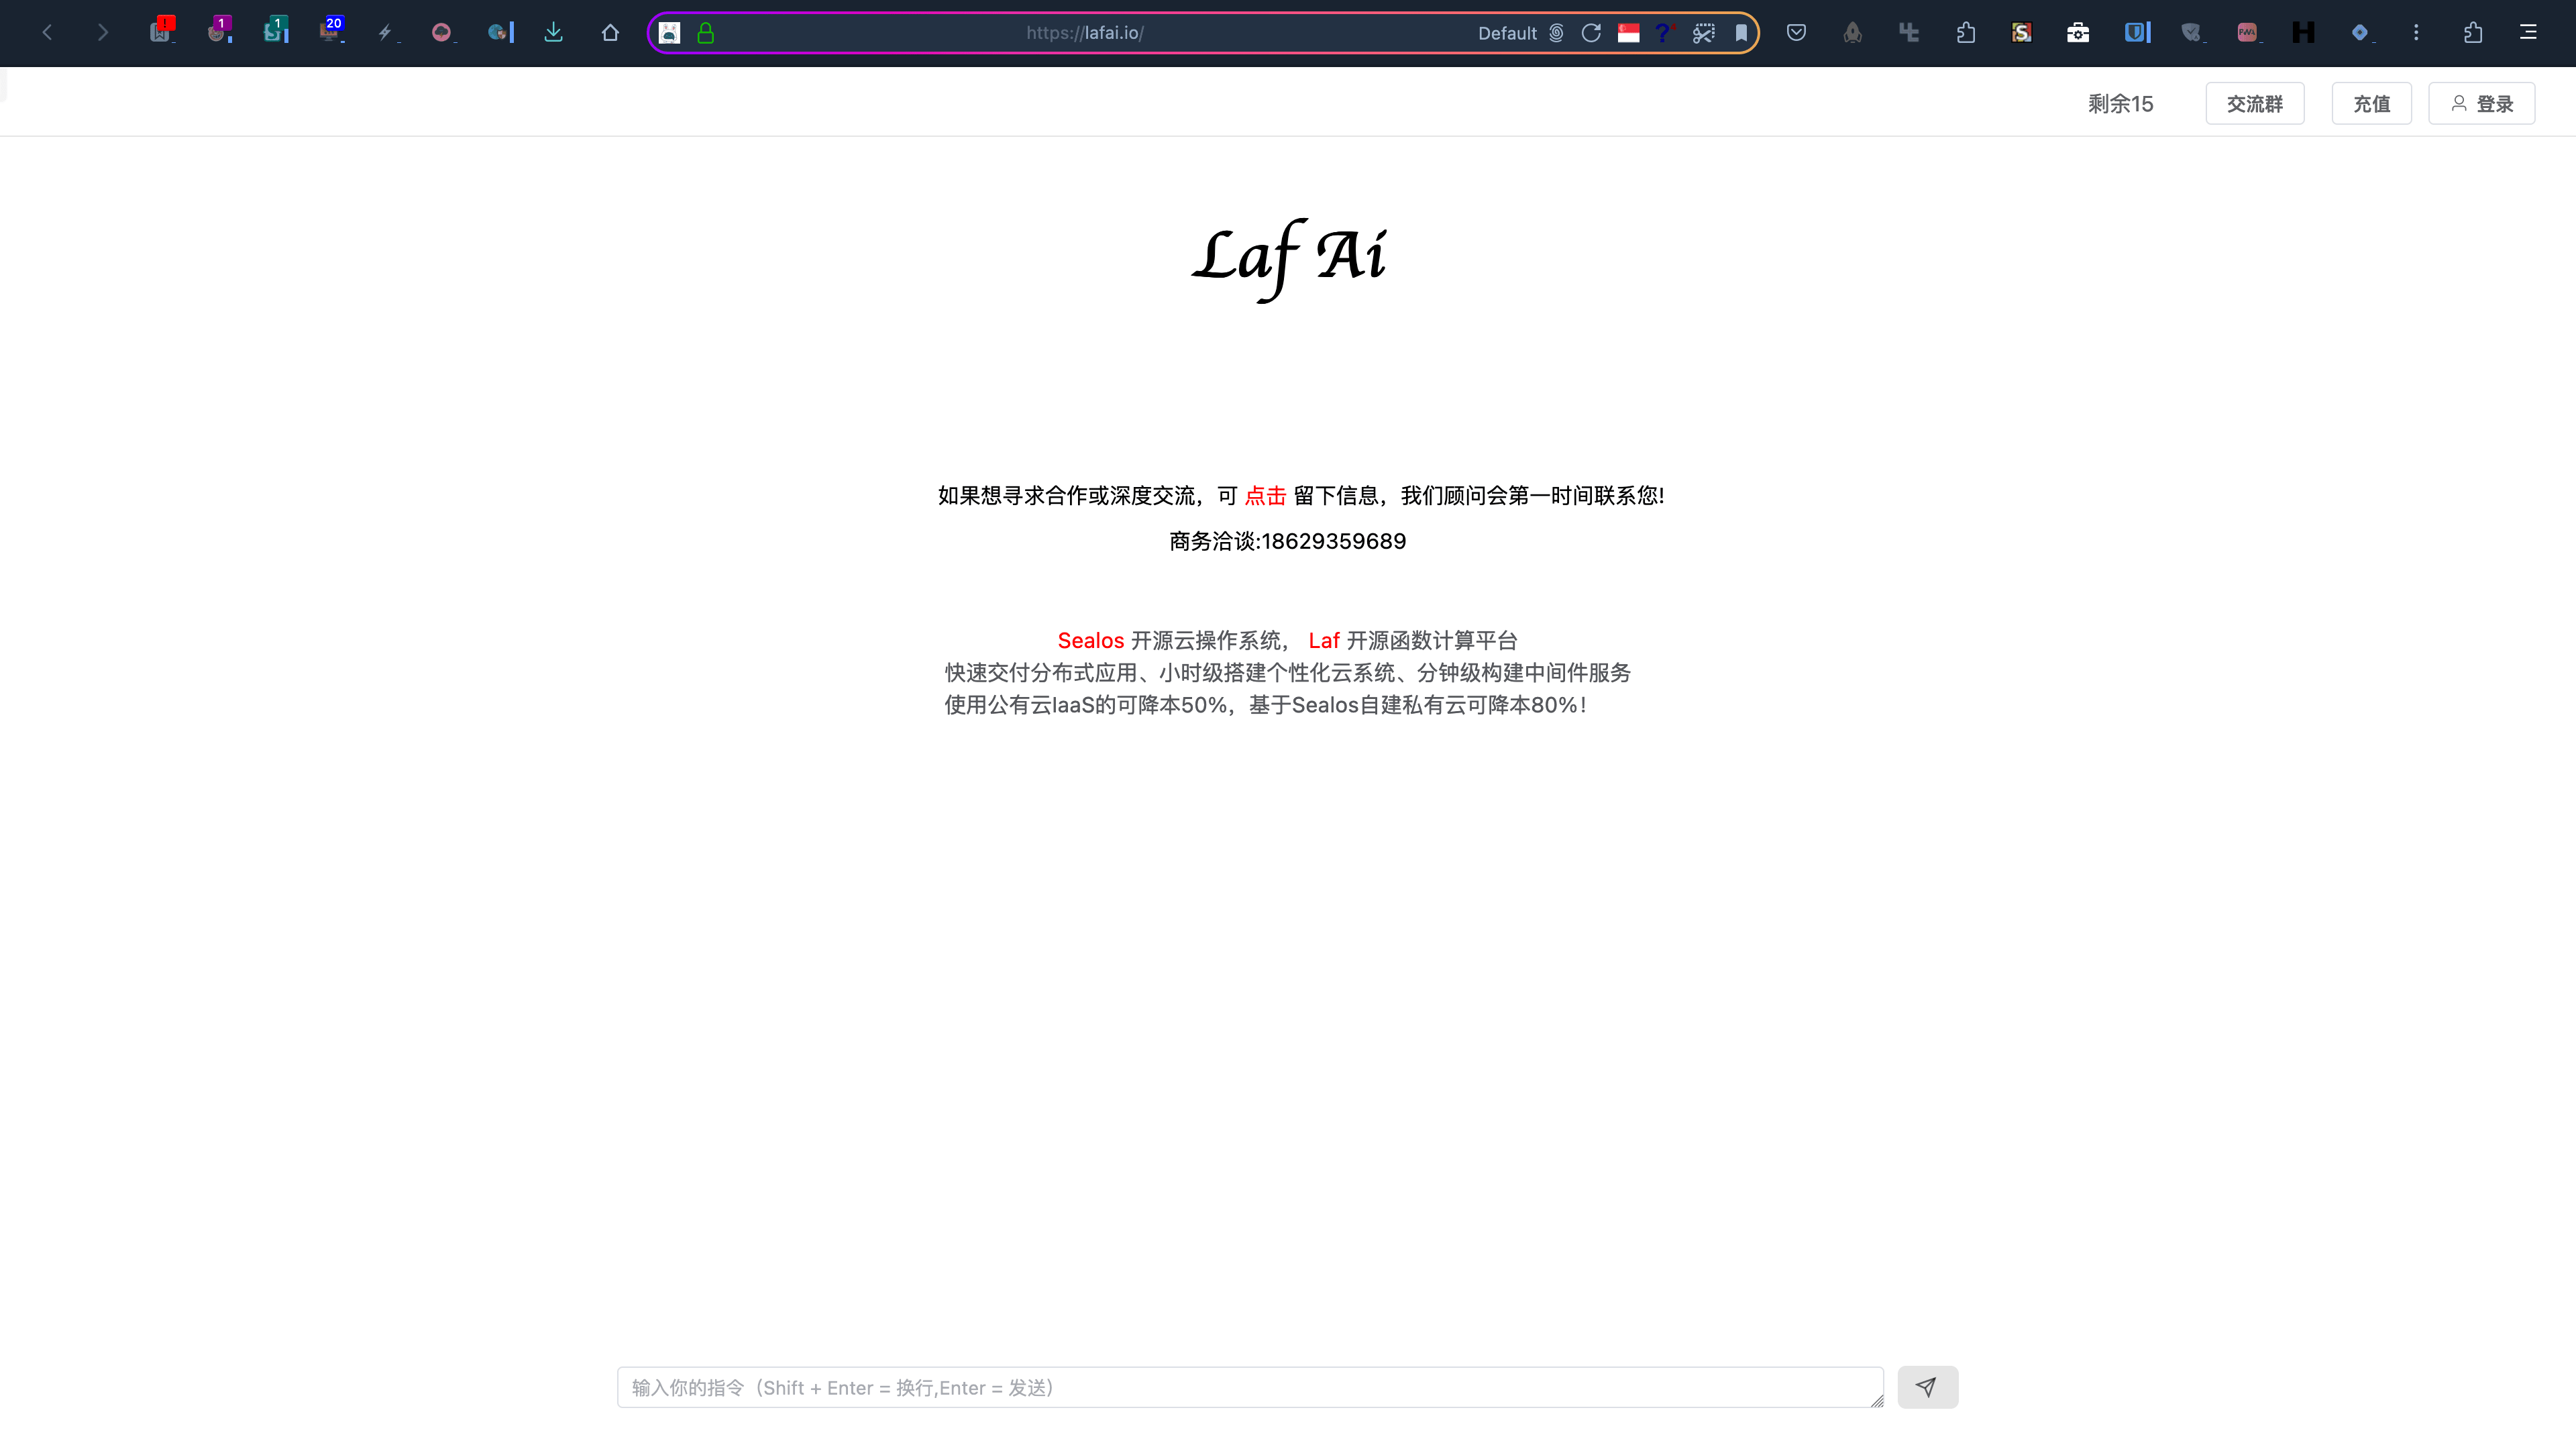 ! 1 1 20 https://lafai.io/ Default
剩余15 交流群 充值 登录
Laf Ai
如果想寻求合作或深度交流，可 点击 留下信息，我们顾问会第一时间联系您!
商务洽谈:18629359689
Sealos 开源云操作系统， Laf 开源函数计算平台
快速交付分布式应用、小时级搭建个性化云系统、分钟级构建中间件服务
使用公有云IaaS的可降本50%，基于Sealos自建私有云可降本80%！
输入你的指令（Shift + Enter = 换行,Enter = 发送）